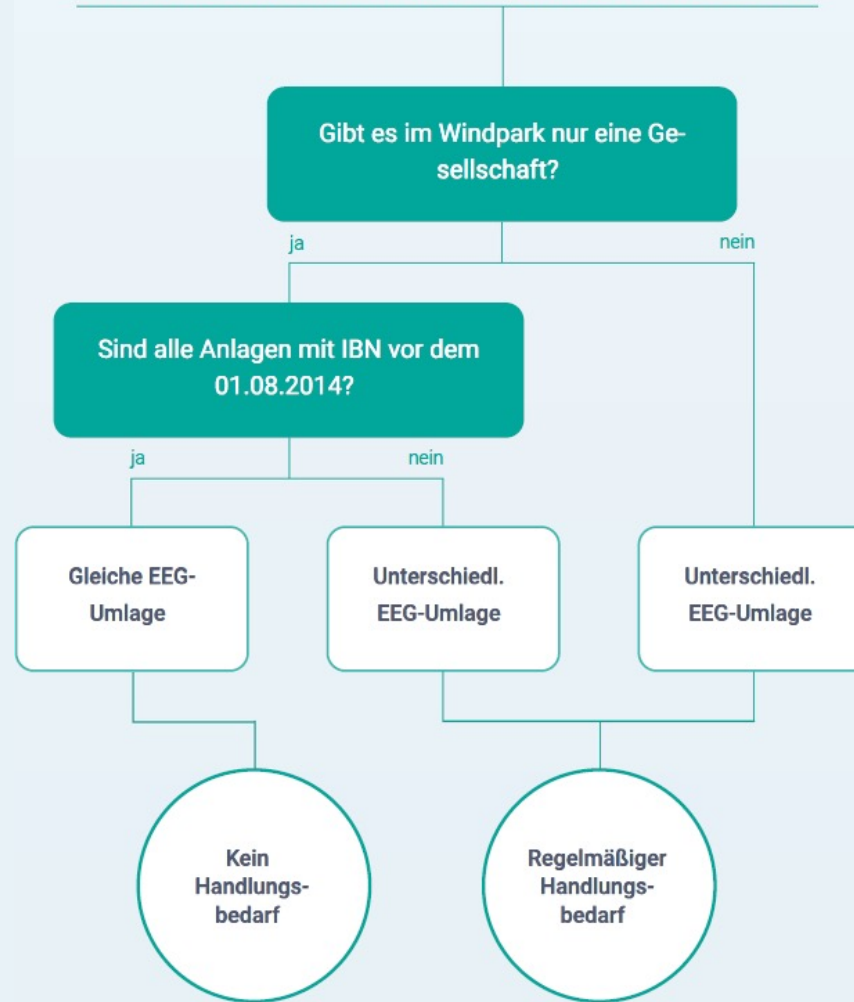 Gibt es im Windpark nur eine Ge-
sellschaft?
ja
nein
Sind alle Anlagen mit IBN vor dem
01.08.2014?
ja
nein
Gleiche EEG-
Umlage
Unterschiedl.
EEG-Umlage
Unterschiedl.
EEG-Umlage
Kein
Handlungs-
bedarf
Regelmäßiger
Handlungs-
bedarf